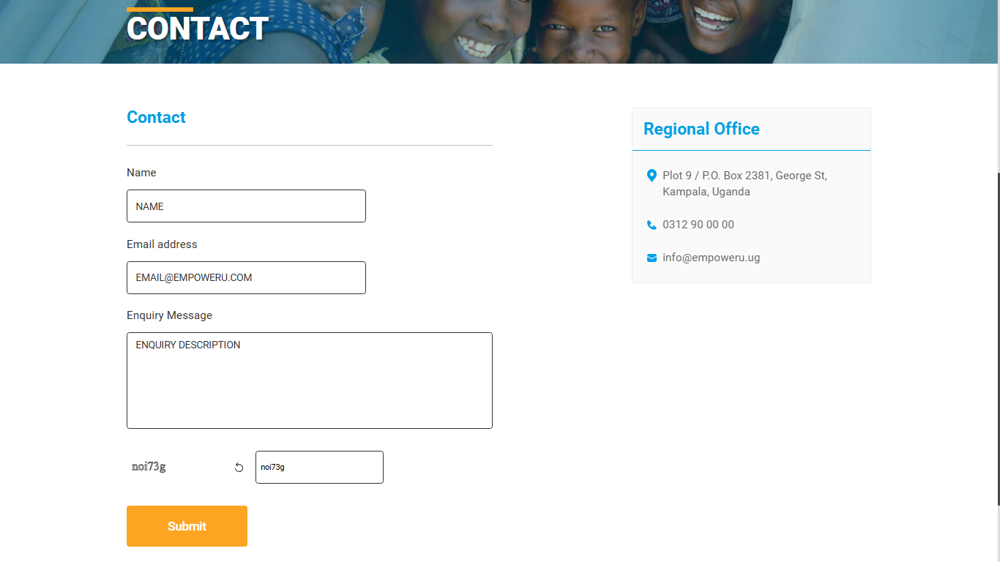 CONTACT
Contact
Name
NAME
Email address
EMAIL@EMPOWERU.COM
Enquiry Message
ENQUIRY DESCRIPTION
noi73g
noi73g
Submit
Regional Office
Plot 9 / P.O. Box 2381, George St,
Kampala, Uganda
0312 90 00 00
info@empoweru.ug